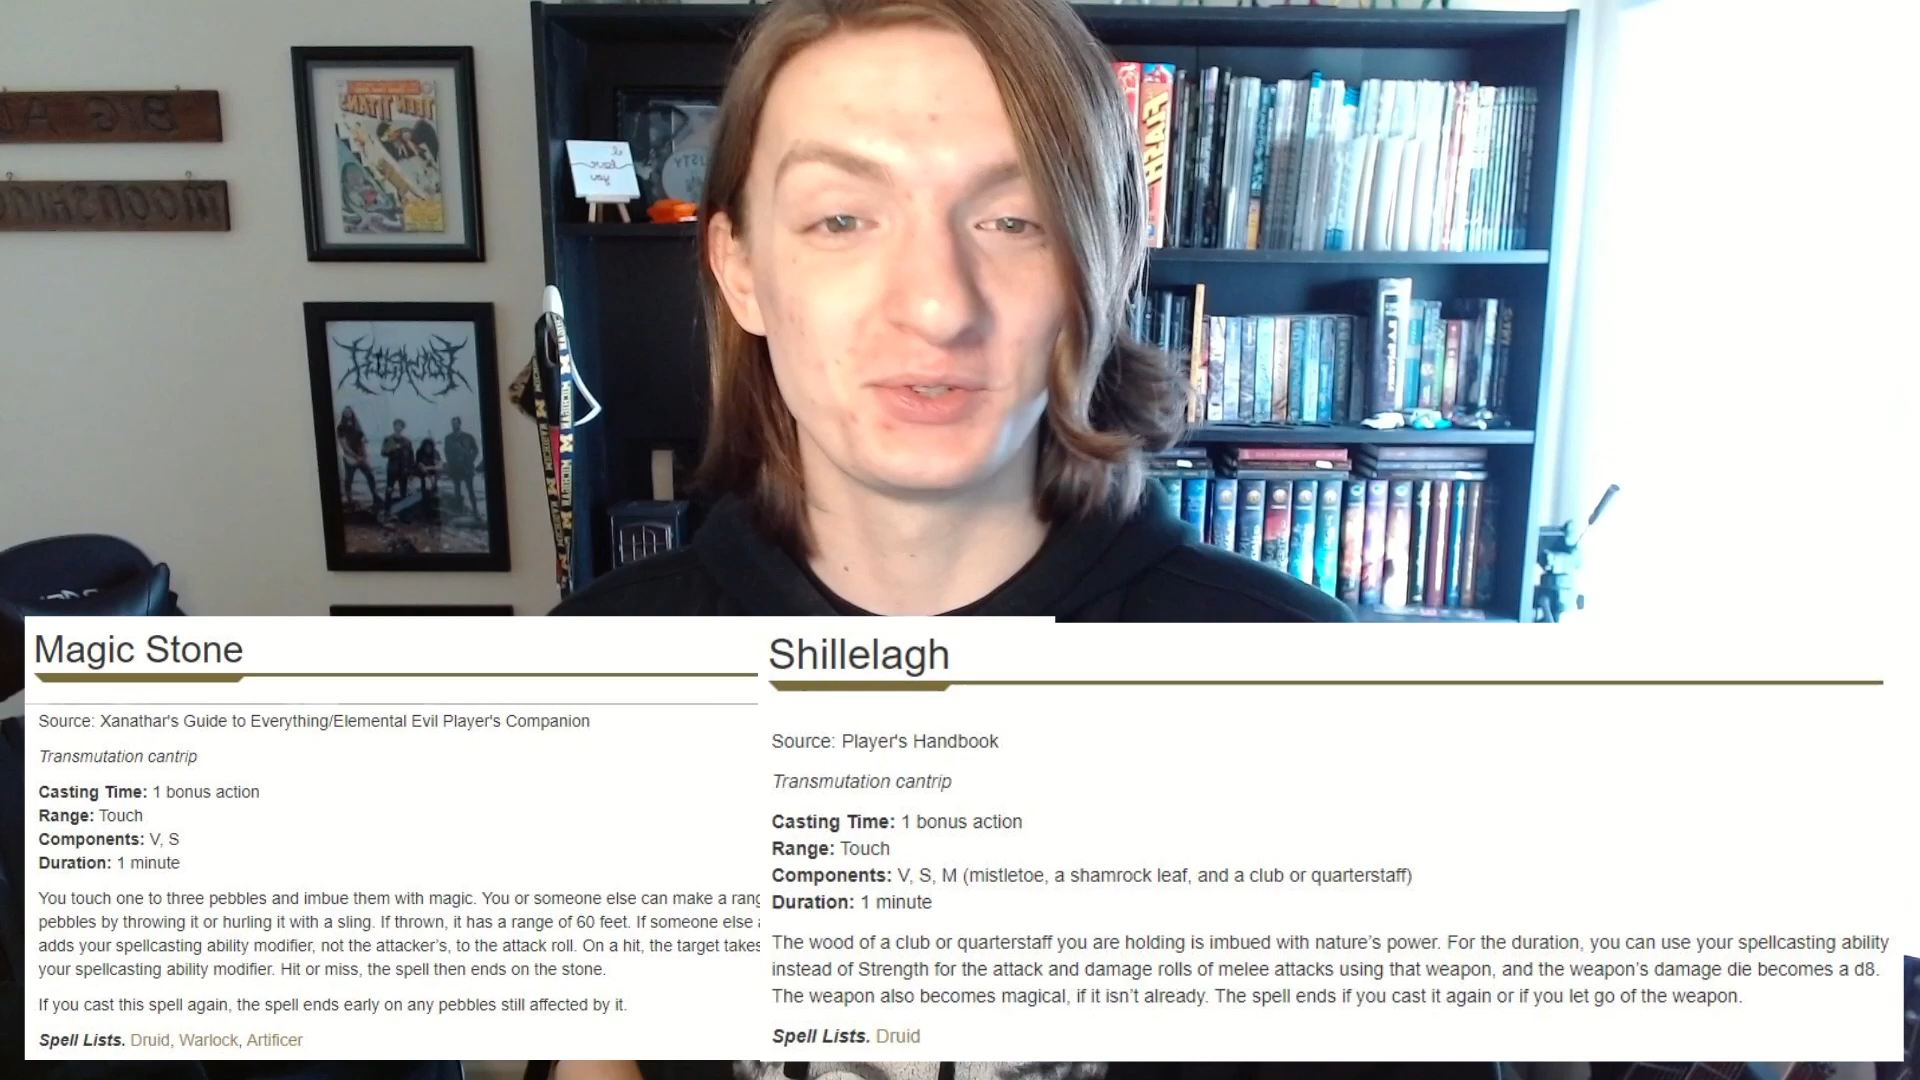 BIG AL
MOONSHIN
TEEN TITANS
FLASH
I
love
you
Magic Stone
Source: Xanathar's Guide to Everything/Elemental Evil Player's Companion
Transmutation cantrip
Casting Time: 1 bonus action
Range: Touch
Components: V, S
Duration: 1 minute
You touch one to three pebbles and imbue them with magic. You or someone else can make a rang
pebbles by throwing it or hurling it with a sling. If thrown, it has a range of 60 feet. If someone else
adds your spellcasting ability modifier, not the attacker's, to the attack roll. On a hit, the target takes
your spellcasting ability modifier. Hit or miss, the spell then ends on the stone.
If you cast this spell again, the spell ends early on any pebbles still affected by it.
Spell Lists. Druid, Warlock, Artificer
Shillelagh
Source: Player's Handbook
Transmutation cantrip
Casting Time: 1 bonus action
Range: Touch
Components: V, S, M (mistletoe, a shamrock leaf, and a club or quarterstaff)
Duration: 1 minute
The wood of a club or quarterstaff you are holding is imbued with nature’s power. For the duration, you can use your spellcasting ability
instead of Strength for the attack and damage rolls of melee attacks using that weapon, and the weapon’s damage die becomes a d8.
The weapon also becomes magical, if it isn’t already. The spell ends if you cast it again or if you let go of the weapon.
Spell Lists. Druid